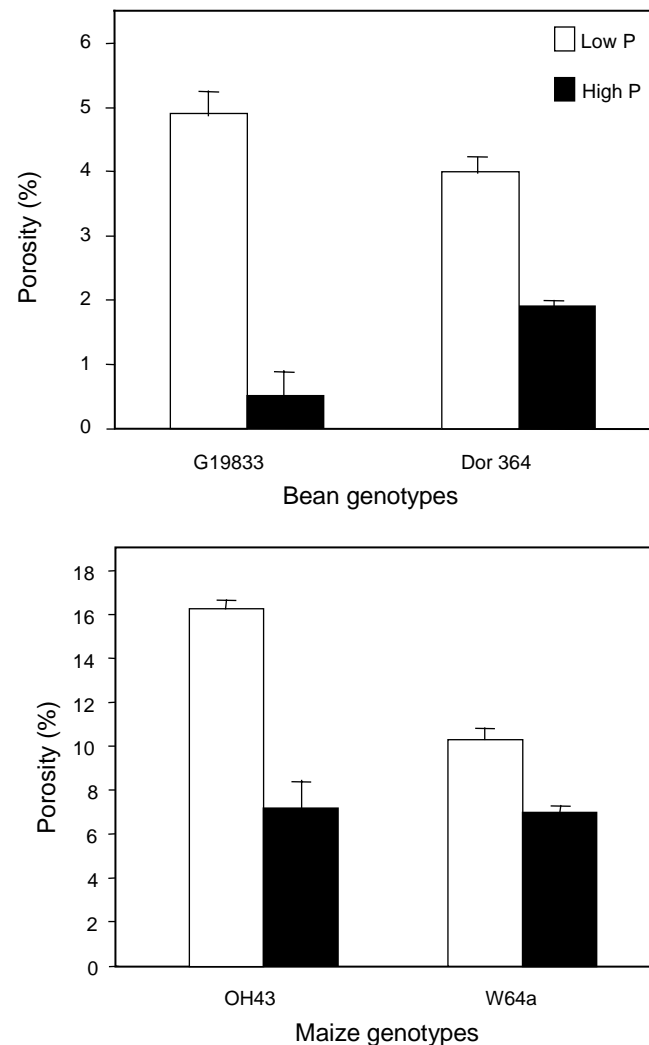 6
5
4
3
2
1
0
Porosity (%)
Low P
High P
G19833 Dor 364
Bean genotypes
18
16
14
12
10
8
6
4
2
0
Porosity (%)
OH43 W64a
Maize genotypes